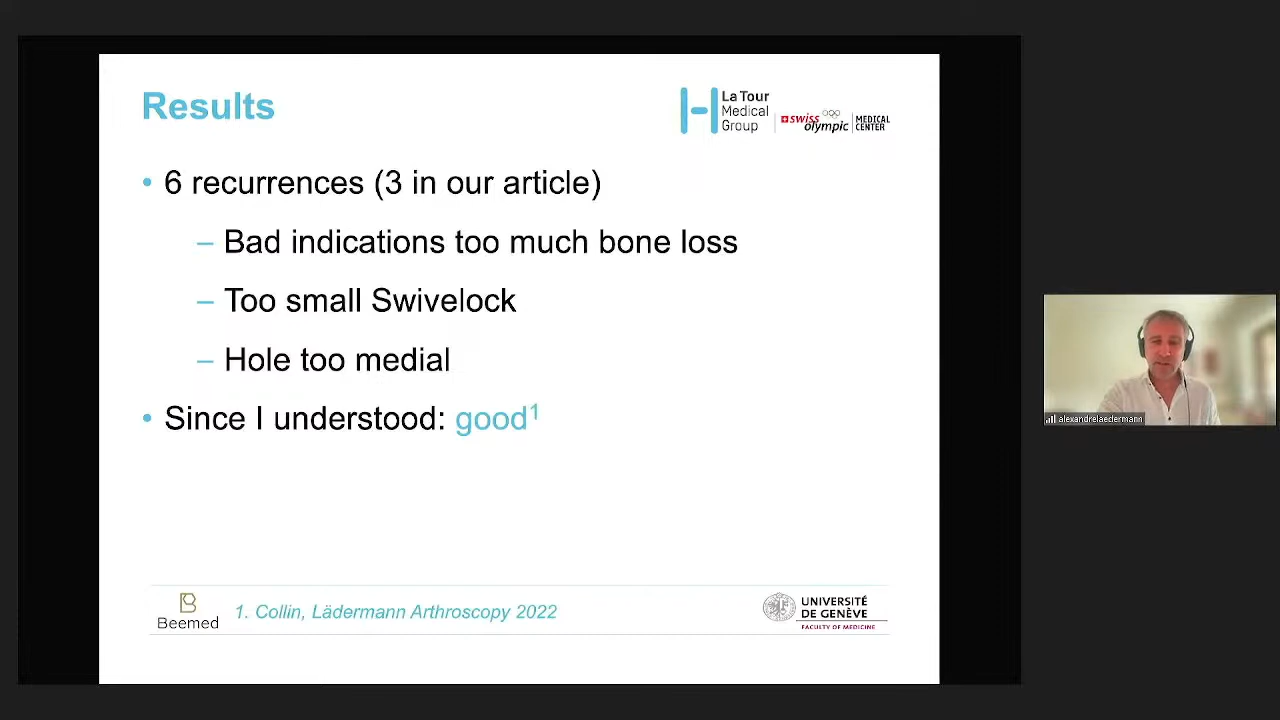 Results
La Tour
Medical
Group
swiss
olympic
MEDICAL
CENTER
• 6 recurrences (3 in our article)
– Bad indications too much bone loss
– Too small Swivelock
– Hole too medial
• Since I understood: good1
alexandrelaedermann
Beemed
1. Collin, Lädermann Arthroscopy 2022
UNIVERSITÉ
DE GENÈVE
FACULTY OF MEDICINE